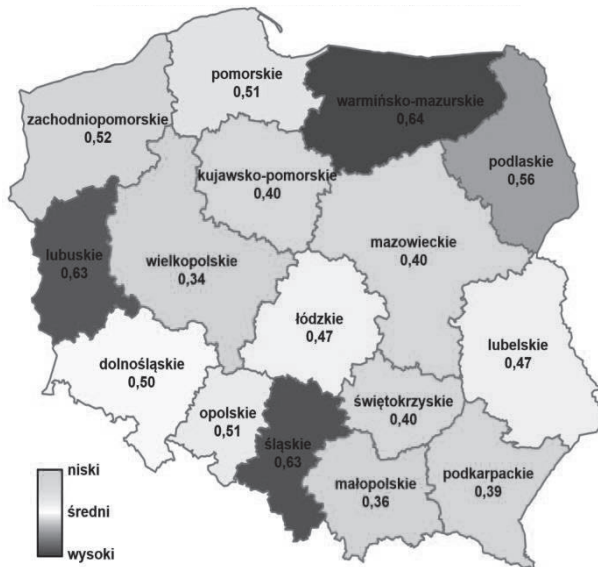 pomorskie
0,51
warmińsko-mazurskie
0,64
zachodniopomorskie
0,52
podlaskie
0,56
kujawsko-pomorskie
0,40
lubuskie
0,63
wielkopolskie
0,34
mazowieckie
0,40
łódzkie
0,47
lubelskie
0,47
dolnośląskie
0,50
opolskie
0,51
śląskie
0,63
świętokrzyskie
0,40
małopolskie
0,36
podkarpackie
0,39
niski
średni
wysoki